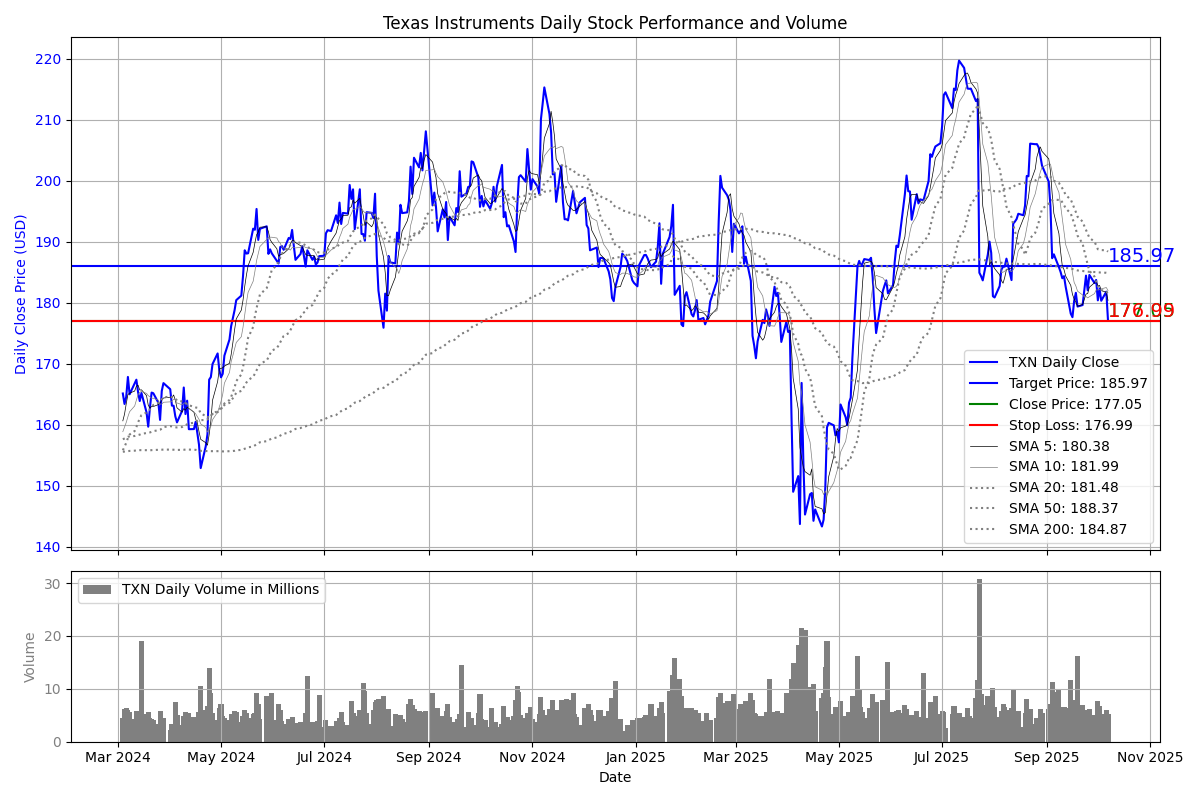 Texas Instruments Daily Stock Performance and Volume
220
210
200
190
180
170
160
150
140
Daily Close Price (USD)
185.97
176.99
TXN Daily Close
Target Price: 185.97
Close Price: 177.05
Stop Loss: 176.99
SMA 5: 180.38
SMA 10: 181.99
SMA 20: 181.48
SMA 50: 188.37
SMA 200: 184.87
30
20
10
0
Volume
TXN Daily Volume in Millions
Mar 2024 May 2024 Jul 2024 Sep 2024 Nov 2024 Jan 2025 Mar 2025 May 2025 Jul 2025 Sep 2025 Nov 2025
Date